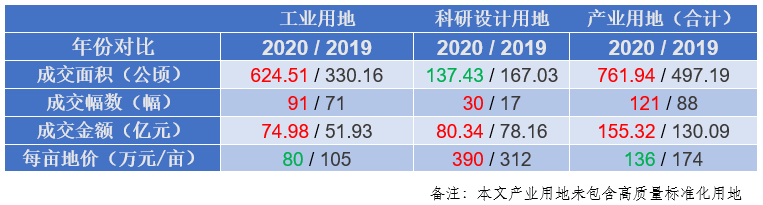 工业用地 科研设计用地 产业用地（合计）
年份对比 2020 / 2019 2020 / 2019 2020 / 2019
成交面积（公顷） 624.51 / 330.16 137.43 / 167.03 761.94 / 497.19
成交幅数（幅） 91 / 71 30 / 17 121 / 88
成交金额（亿元） 74.98 / 51.93 80.34 / 78.16 155.32 / 130.09
每亩地价（万元/亩） 80 / 105 390 / 312 136 / 174
备注：本文产业用地未包含高质量标准化用地